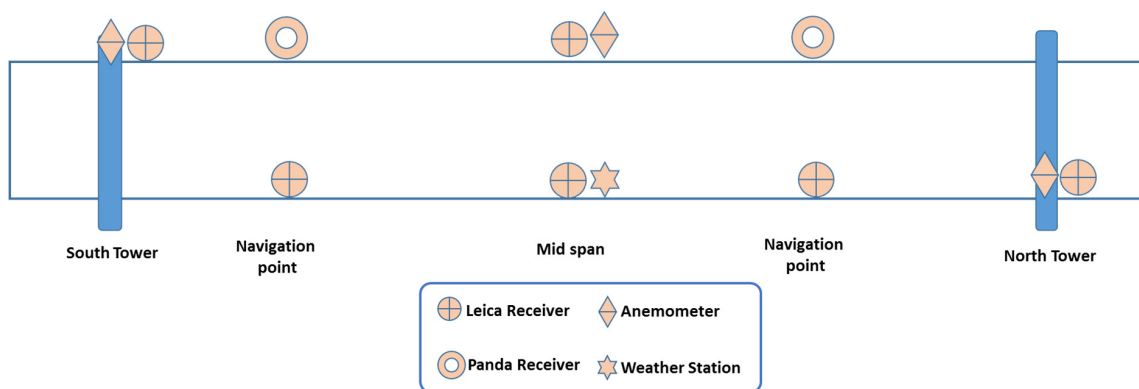 South Tower
Navigation
point
Mid span
Navigation
point
North Tower
Leica Receiver
Anemometer
Panda Receiver
Weather Station